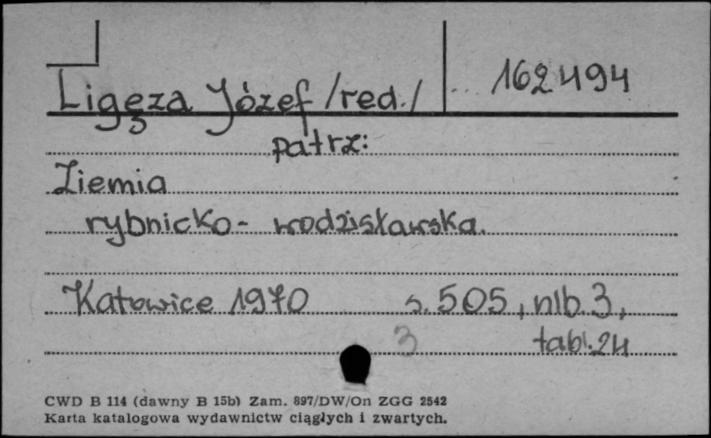 Ligęza Józef /red./ 162494
patrz:
Ziemia
rybnicko-wodzisławska.
Katowice 1970 s. 505, nlb. 3,
3 tabl. 24
CWD B 114 (dawny B 15b) Zam. 897/DW/On ZGG 2542
Karta katalogowa wydawnictw ciągłych i zwartych.